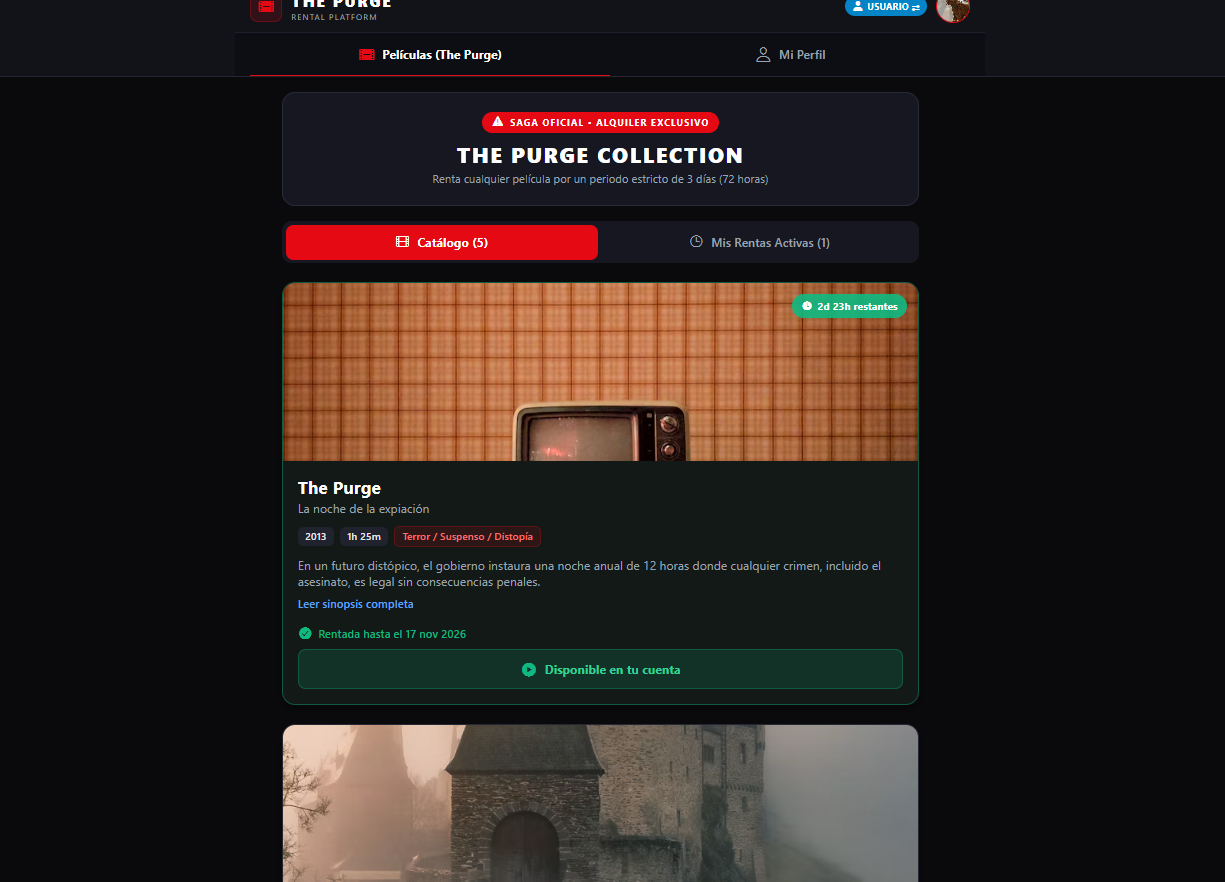 THE PURGE
RENTAL PLATFORM
USUARIO
Películas (The Purge)
Mi Perfil
SAGA OFICIAL • ALQUILER EXCLUSIVO
THE PURGE COLLECTION
Renta cualquier película por un periodo estricto de 3 días (72 horas)
Catálogo (5)
Mis Rentas Activas (1)
2d 23h restantes
The Purge
La noche de la expiación
2013
1h 25m
Terror / Suspenso / Distopía
En un futuro distópico, el gobierno instaura una noche anual de 12 horas donde cualquier crimen, incluido el
asesinato, es legal sin consecuencias penales.
Leer sinopsis completa
Rentada hasta el 17 nov 2026
Disponible en tu cuenta